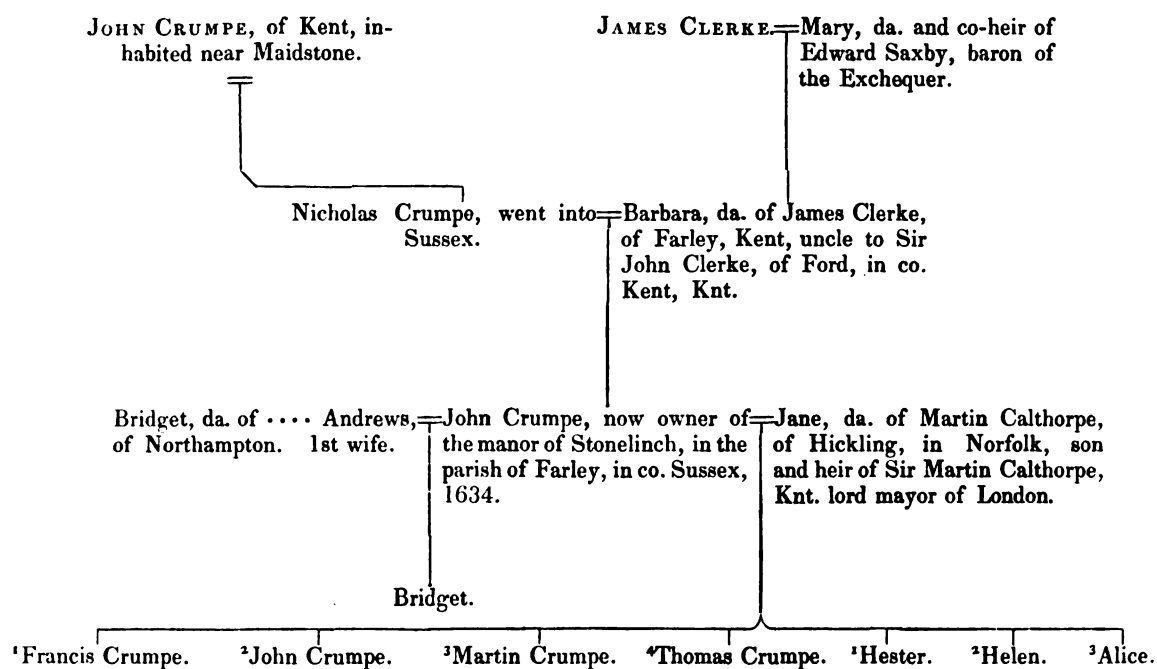 JOHN CRUMPE, of Kent, in-
habited near Maidstone.
JAMES CLERKE.=Mary, da. and co-heir of
Edward Saxby, baron of
the Exchequer.
Nicholas Crumpe, went into=Barbara, da. of James Clerke,
Sussex.
of Farley, Kent, uncle to Sir
John Clerke, of Ford, in co.
Kent, Knt.
Bridget, da. of .... Andrews,=
of Northampton. 1st wife.
John Crumpe, now owner of=
the manor of Stonelinch, in the
parish of Farley, in co. Sussex,
1634.
Jane, da. of Martin Calthorpe,
of Hickling, in Norfolk, son
and heir of Sir Martin Calthorpe,
Knt. lord mayor of London.
Bridget.
¹Francis Crumpe. ²John Crumpe. ³Martin Crumpe. ⁴Thomas Crumpe. ¹Hester. ²Helen. ³Alice.